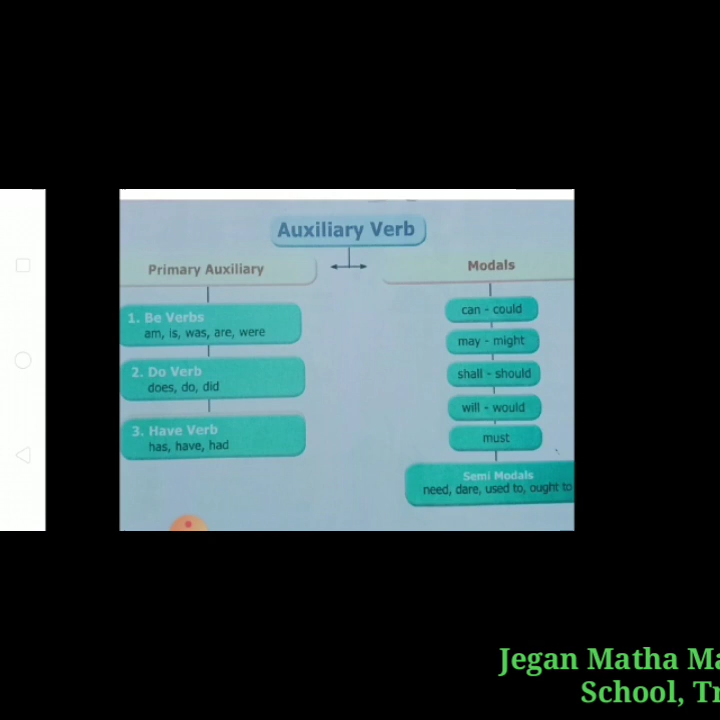 Auxiliary Verb
Primary Auxiliary
1. Be Verbs
am, is, was, are, were
2. Do Verb
does, do, did
3. Have Verb
has, have, had
Modals
can - could
may - might
shall - should
will - would
must
Semi Modals
need, dare, used to, ought to
Jegan Matha
School,